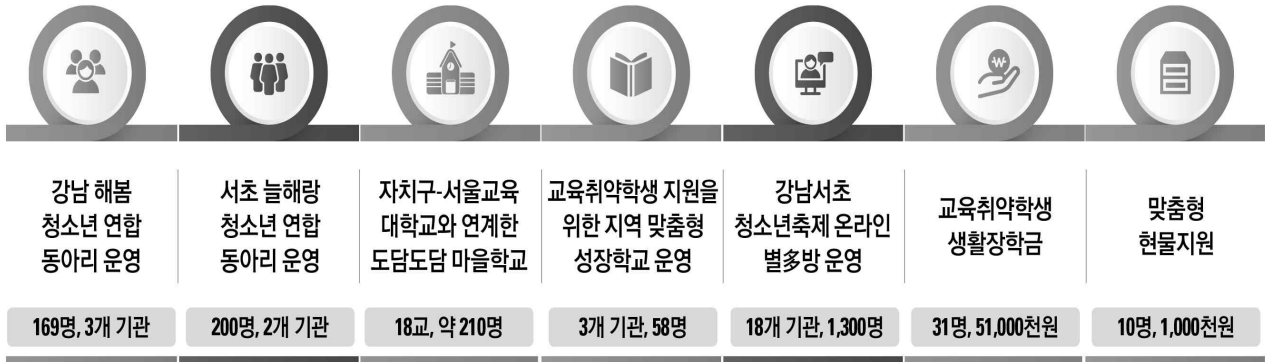 강남 해봄
청소년 연합
동아리 운영
169명, 3개 기관
서초 늘해랑
청소년 연합
동아리 운영
200명, 2개 기관
자치구-서울교육
대학교와 연계한
도담도담 마을학교
18교, 약 210명
교육취약학생 지원을
위한 지역 맞춤형
성장학교 운영
3개 기관, 58명
강남서초
청소년축제 온라인
별多방 운영
18개 기관, 1,300명
교육취약학생
생활장학금
31명, 51,000천원
맞춤형
현물지원
10명, 1,000천원